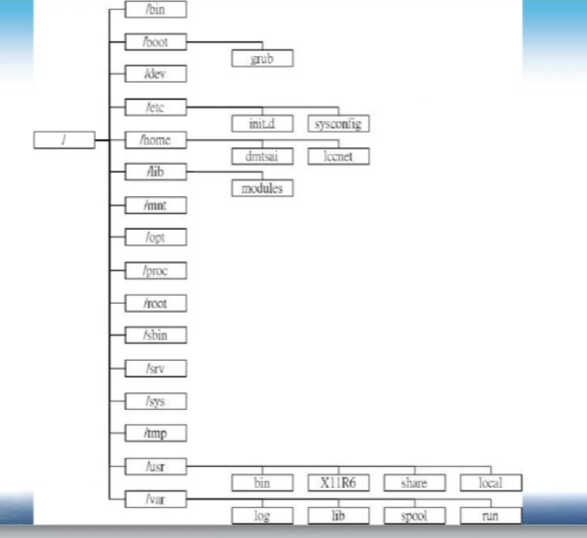 /bin
/boot
grub
/dev
/etc
init.d sysconfig
/
/home
dmtsai lccnet
/lib
modules
/mnt
/opt
/proc
/root
/sbin
/srv
/sys
/tmp
/usr
bin X11R6 share local
/var
log lib spool run